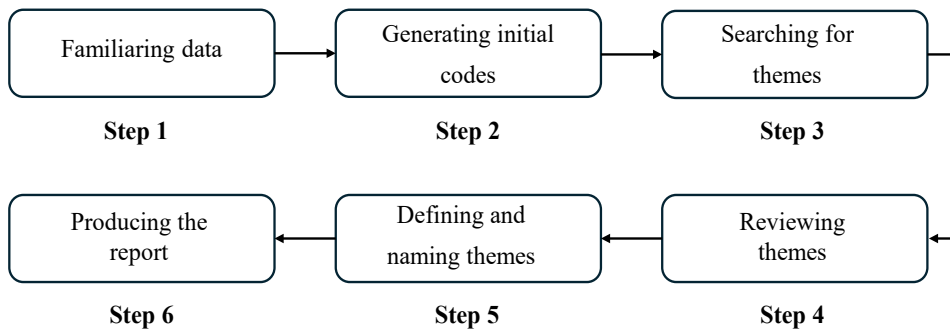 Familiaring data
Generating initial
codes
Searching for
themes
Step 1
Step 2
Step 3
Producing the
report
Defining and
naming themes
Reviewing
themes
Step 6
Step 5
Step 4